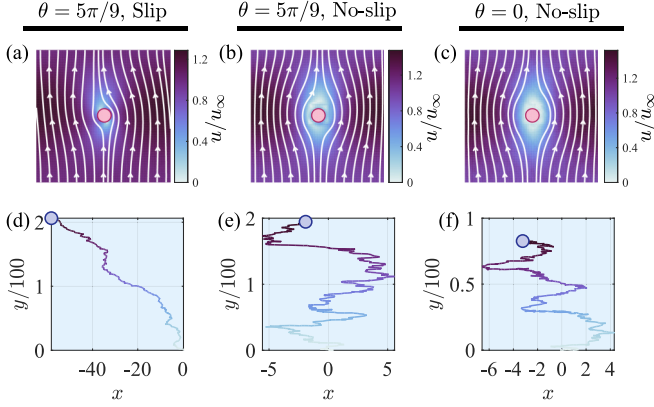 θ = 5π/9, Slip
θ = 5π/9, No-slip
θ = 0, No-slip
(a)
1.2
0.8
0.4
0
u/u∞
(b)
1.2
0.8
0.4
0
u/u∞
(c)
1.2
0.8
0.4
0
u/u∞
(d)
2
1
0
y/100
-40
-20
0
x
(e)
2
1
0
y/100
-5
0
5
x
(f)
1
0.5
0
y/100
-6
-4
-2
0
2
4
x